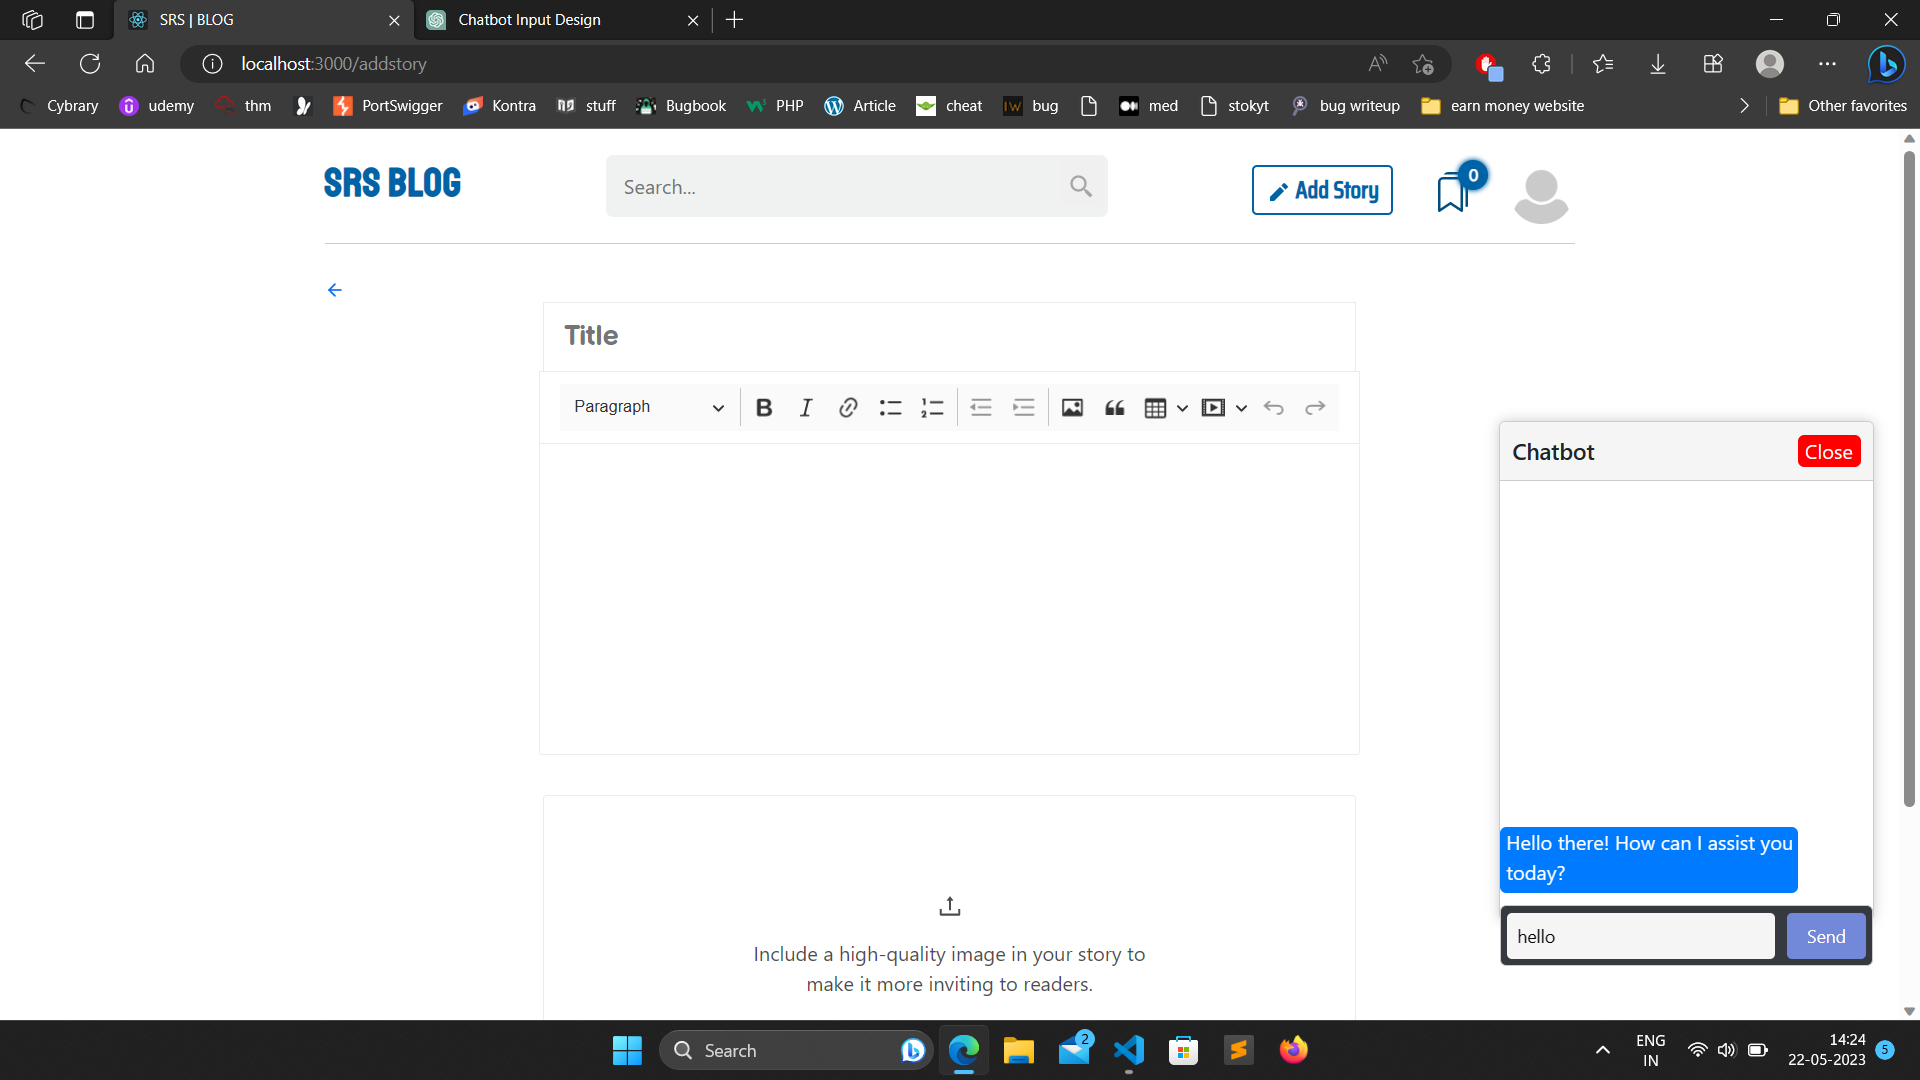 SRS | BLOG
Chatbot Input Design
localhost:3000/addstory
Cybrary
udemy
thm
PortSwigger
Kontra
stuff
Bugbook
PHP
Article
cheat
bug
med
stokyt
bug writeup
earn money website
Other favorites
SRS BLOG
Search...
Add Story
0
Title
Paragraph
Chatbot
Close
Hello there! How can I assist you
today?
hello
Send
Include a high-quality image in your story to
make it more inviting to readers.
Search
2
ENG
IN
14:24
22-05-2023
5